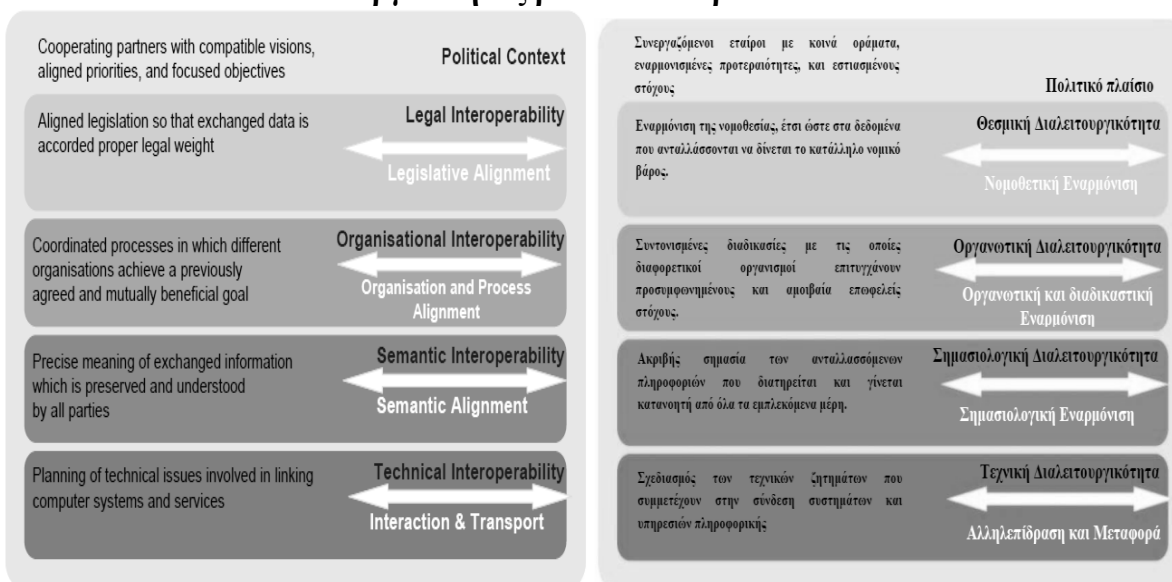 Cooperating partners with compatible visions,
aligned priorities, and focused objectives
Political Context
Aligned legislation so that exchanged data is
accorded proper legal weight
Legal Interoperability
Legislative Alignment
Coordinated processes in which different
organisations achieve a previously
agreed and mutually beneficial goal
Organisational Interoperability
Organisation and Process
Alignment
Precise meaning of exchanged information
which is preserved and understood
by all parties
Semantic Interoperability
Semantic Alignment
Planning of technical issues involved in linking
computer systems and services
Technical Interoperability
Interaction & Transport
Συνεργαζόμενοι εταίροι με κοινά οράματα,
εναρμονισμένες προτεραιότητες, και εστιασμένους
στόχους
Πολιτικό πλαίσιο
Εναρμόνιση της νομοθεσίας, έτσι ώστε στα δεδομένα
που ανταλλάσσονται να δίνεται το κατάλληλο νομικό
βάρος.
Θεσμική Διαλειτουργικότητα
Νομοθετική Εναρμόνιση
Συντονισμένες διαδικασίες με τις οποίες
διαφορετικοί οργανισμοί επιτυγχάνουν
προσυμφωνημένους και αμοιβαία επωφελείς
στόχους.
Οργανωτική Διαλειτουργικότητα
Οργανωτική και διαδικαστική
Εναρμόνιση
Ακριβής σημασία των ανταλλασσόμενων
πληροφοριών που διατηρείται και γίνεται
κατανοητή από όλα τα εμπλεκόμενα μέρη.
Σημασιολογική Διαλειτουργικότητα
Σημασιολογική Εναρμόνιση
Σχεδιασμός των τεχνικών ζητημάτων που
συμμετέχουν στην σύνδεση συστημάτων και
υπηρεσιών πληροφορικής
Τεχνική Διαλειτουργικότητα
Αλληλεπίδραση και Μεταφορά